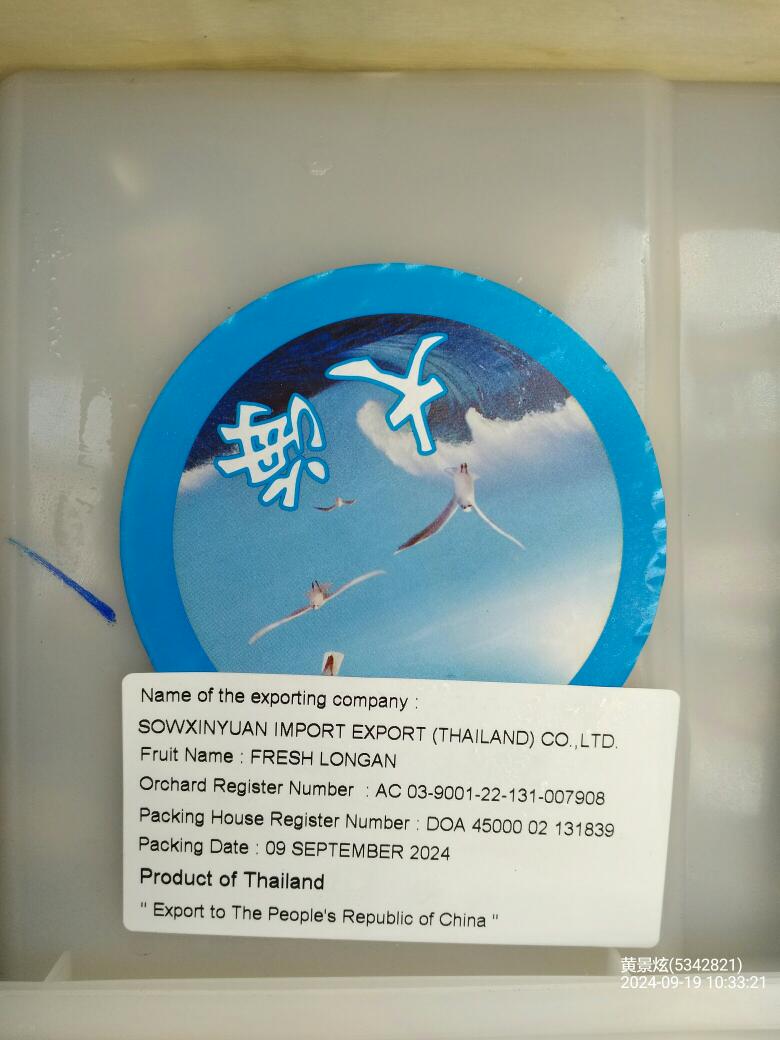 大海
Name of the exporting company :
SOWXINYUAN IMPORT EXPORT (THAILAND) CO.,LTD.
Fruit Name : FRESH LONGAN
Orchard Register Number : AC 03-9001-22-131-007908
Packing House Register Number : DOA 45000 02 131839
Packing Date : 09 SEPTEMBER 2024
Product of Thailand
" Export to The People's Republic of China "
黄景炫(5342821)
2024-09-19 10:33:21